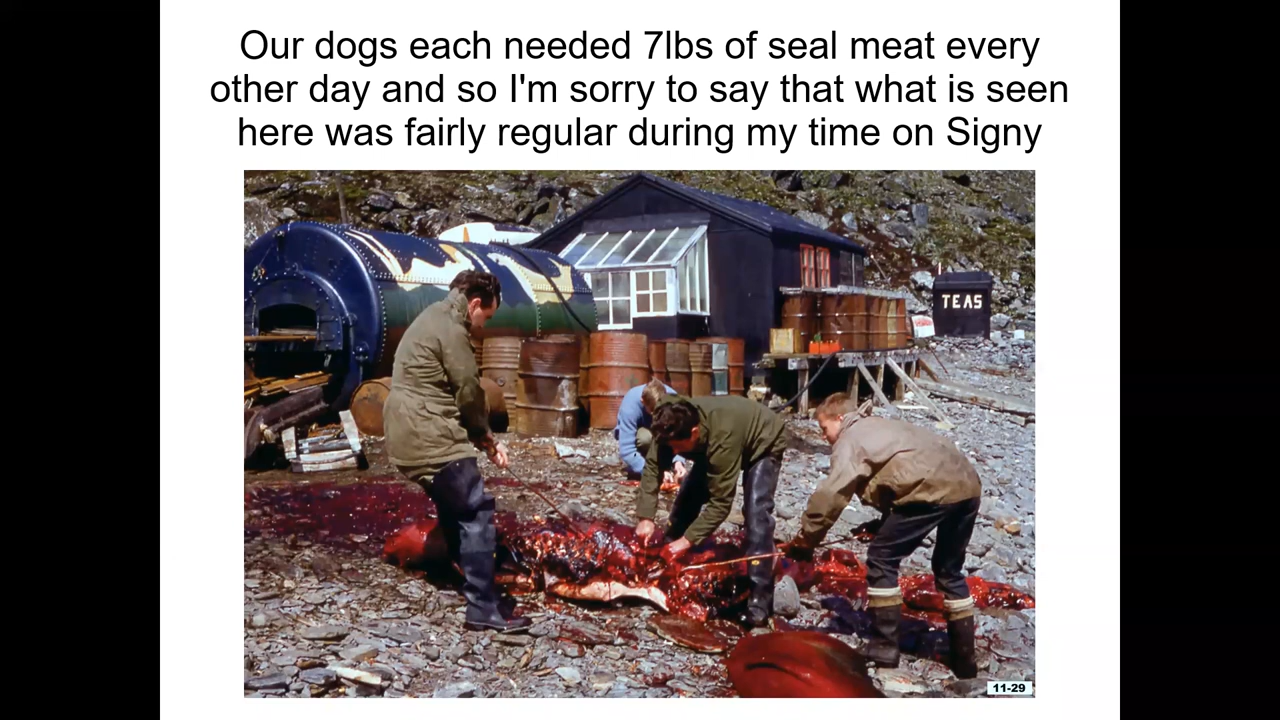 Our dogs each needed 7lbs of seal meat every
other day and so I'm sorry to say that what is seen
here was fairly regular during my time on Signy
TEAS
11-29